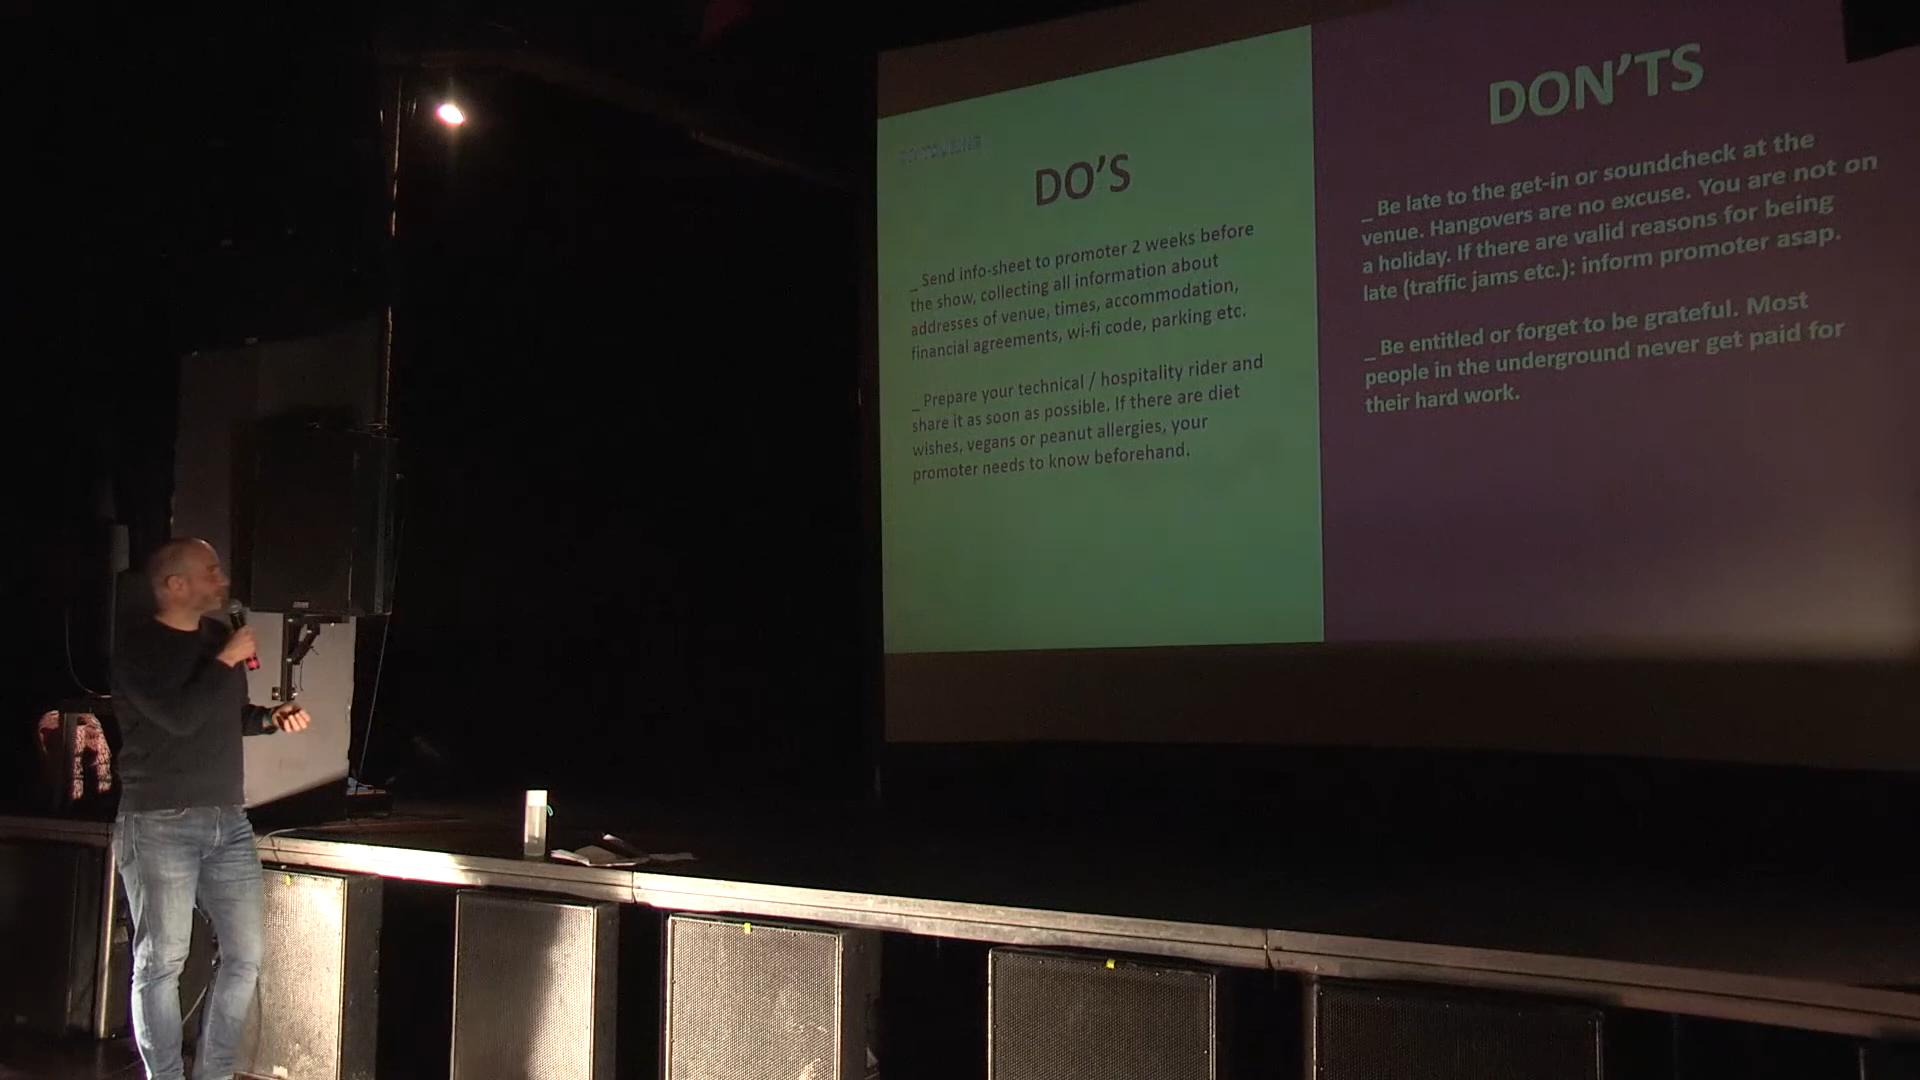 DO'S
_ Send info-sheet to promoter 2 weeks before
the show, collecting all information about
addresses of venue, times, accommodation,
financial agreements, wi-fi code, parking etc.
_ Prepare your technical / hospitality rider and
share it as soon as possible. If there are diet
wishes, vegans or peanut allergies, your
promoter needs to know beforehand.
DON'TS
_ Be late to the get-in or soundcheck at the
venue. Hangovers are no excuse. You are not on
a holiday. If there are valid reasons for being
late (traffic jams etc.): inform promoter asap.
_ Be entitled or forget to be grateful. Most
people in the underground never get paid for
their hard work.